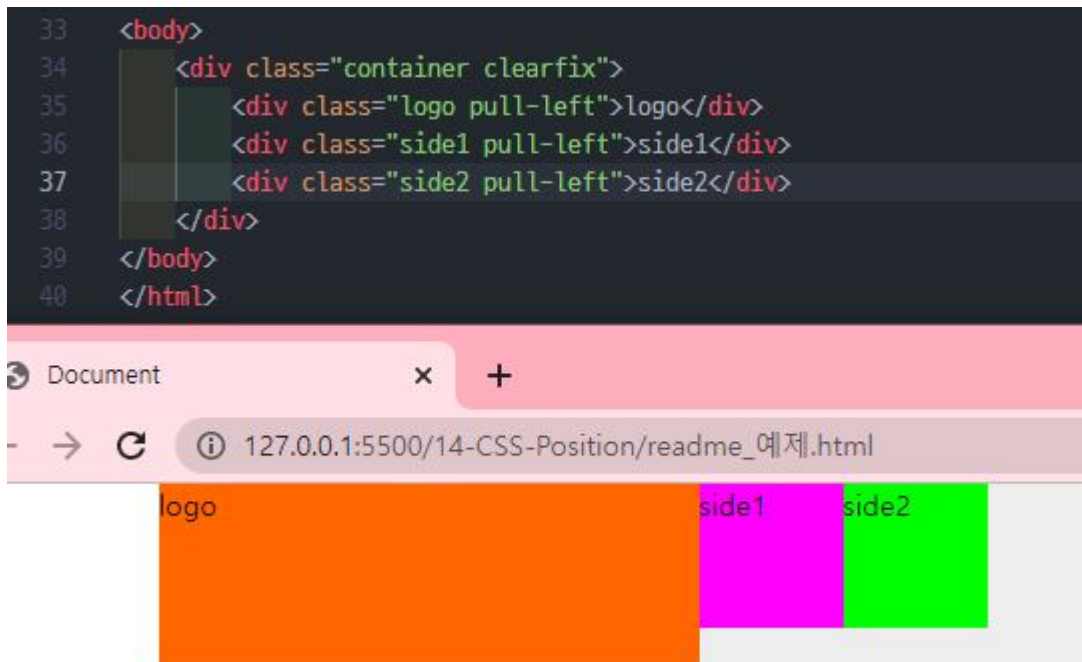 33 <body>
34 <div class="container clearfix">
35 <div class="logo pull-left">logo</div>
36 <div class="side1 pull-left">side1</div>
37 <div class="side2 pull-left">side2</div>
38 </div>
39 </body>
40 </html>
Document
127.0.0.1:5500/14-CSS-Position/readme_예제.html
logo side1 side2